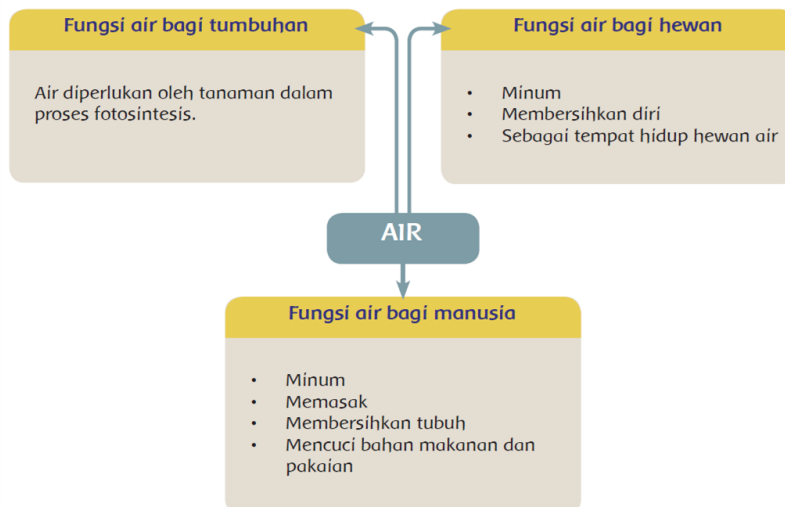 Fungsi air bagi tumbuhan
Air diperlukan oleh tanaman dalam
proses fotosintesis.
Fungsi air bagi hewan
• Minum
• Membersihkan diri
• Sebagai tempat hidup hewan air
AIR
Fungsi air bagi manusia
• Minum
• Memasak
• Membersihkan tubuh
• Mencuci bahan makanan dan
pakaian